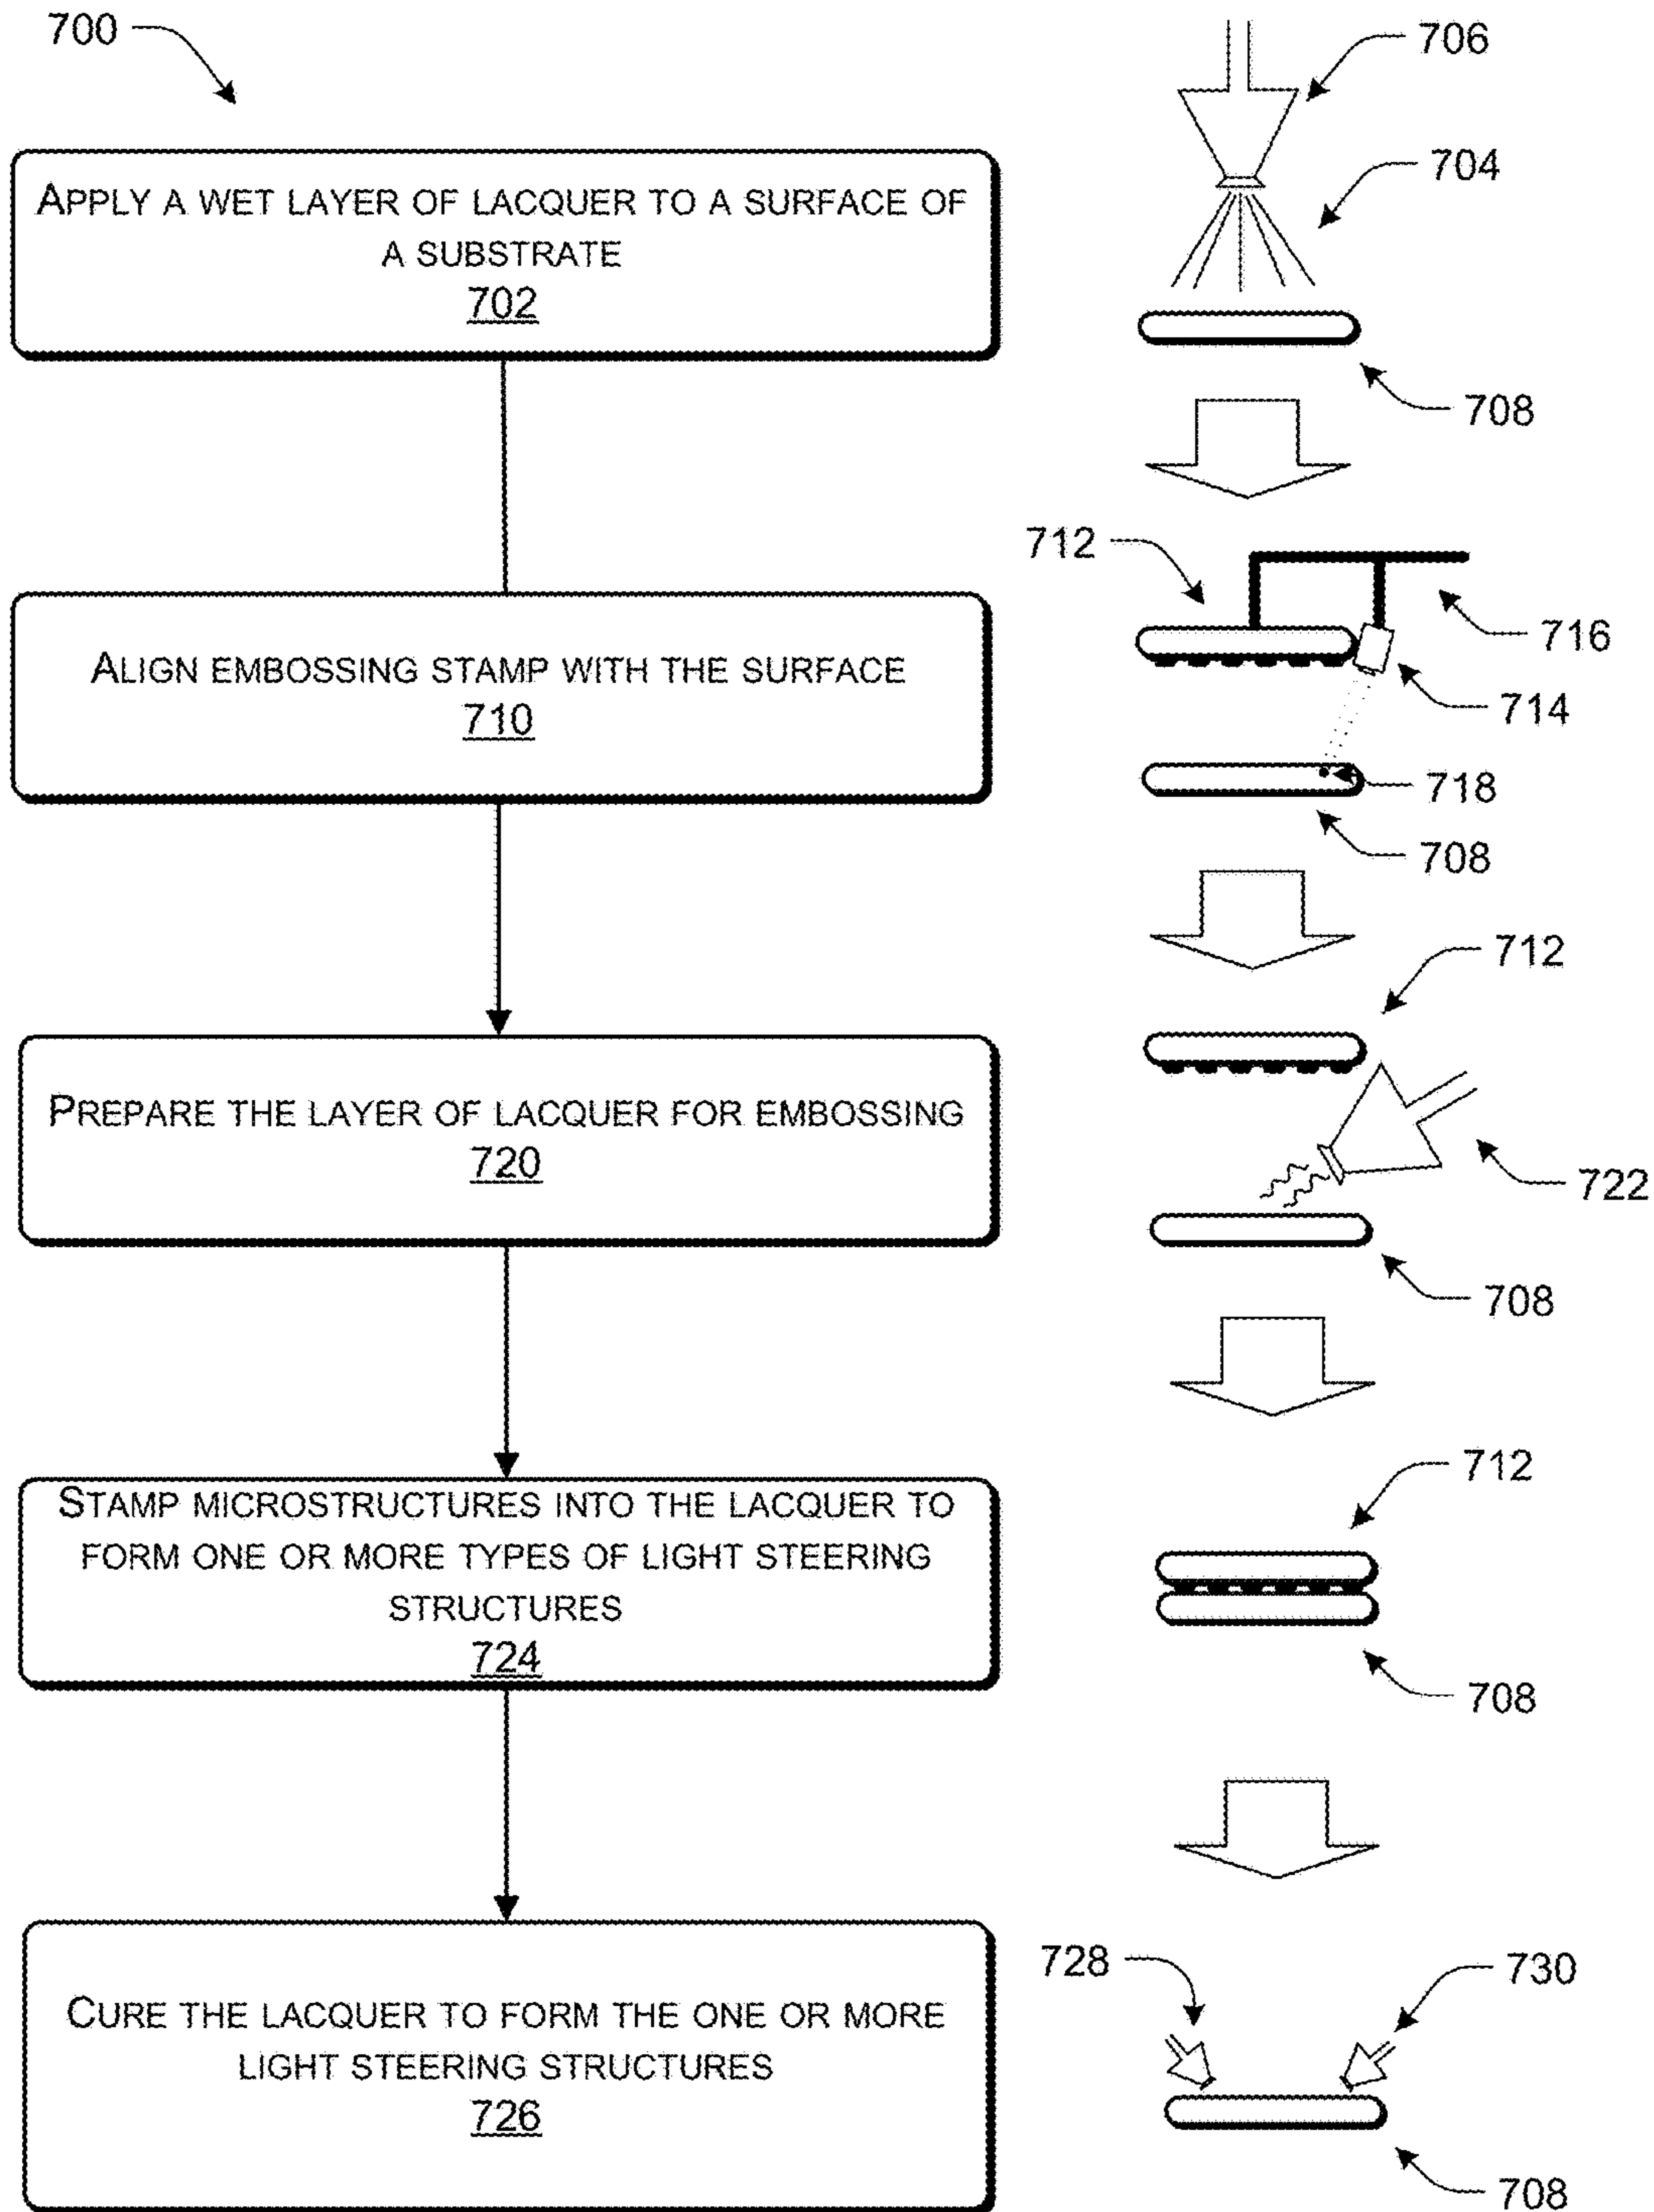 700
706
704
APPLY A WET LAYER OF LACQUER TO A SURFACE OF
A SUBSTRATE
702
708
712
716
ALIGN EMBOSSING STAMP WITH THE SURFACE
710
714
718
708
712
PREPARE THE LAYER OF LACQUER FOR EMBOSSING
720
722
708
712
STAMP MICROSTRUCTURES INTO THE LACQUER TO
FORM ONE OR MORE TYPES OF LIGHT STEERING
STRUCTURES
724
708
728
730
CURE THE LACQUER TO FORM THE ONE OR MORE
LIGHT STEERING STRUCTURES
726
708